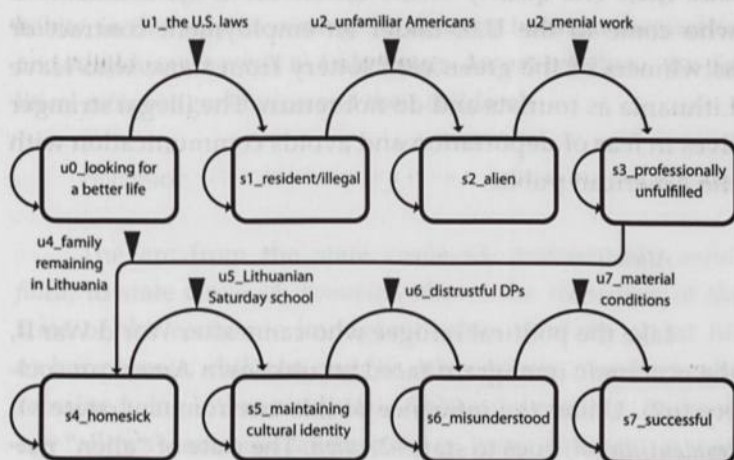 u1_the U.S. laws
u2_unfamiliar Americans
u2_menial work
u0_looking for
a better life
s1_resident/illegal
s2_alien
s3_professionally
unfulfilled
u4_family
remaining
in Lithuania
u5_Lithuanian
Saturday school
u6_distrustful DPs
u7_material
conditions
s4_homesick
s5_maintaining
cultural identity
s6_misunderstood
s7_successful